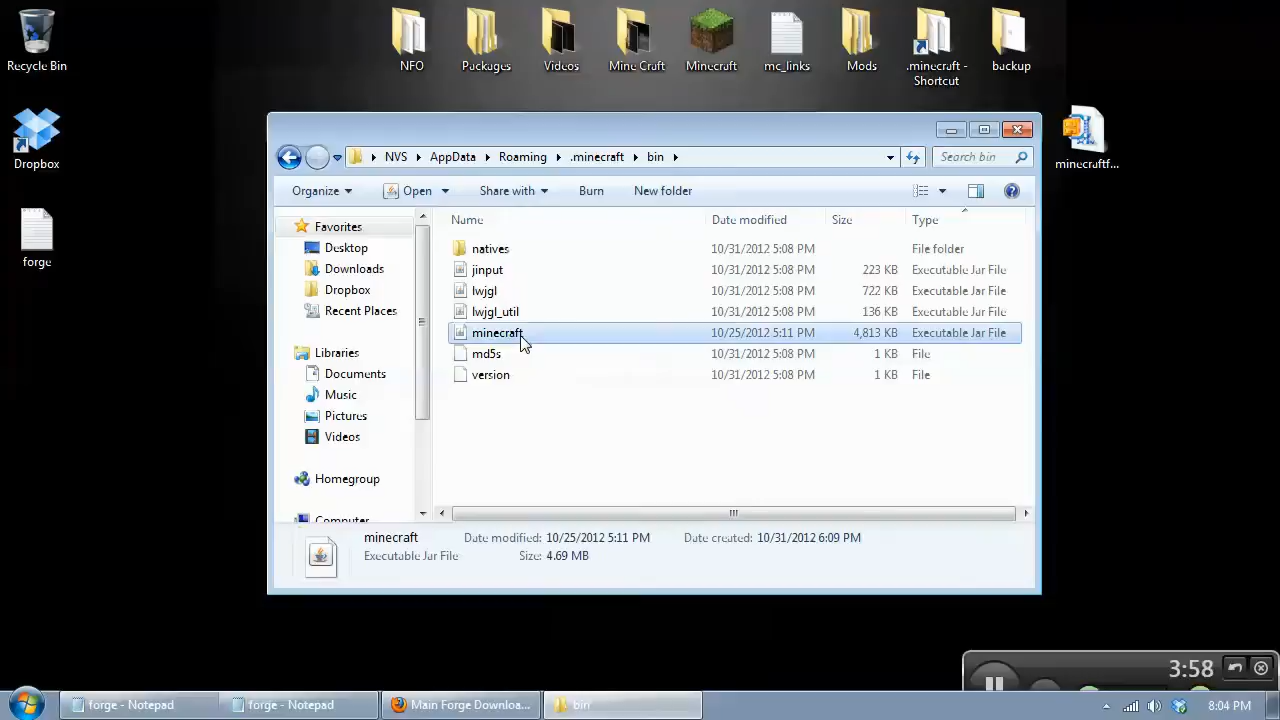 NFO
Packages
Videos
Mine Craft
Minecraft
mc_links
Mods
.minecraft -
Shortcut
backup
Recycle Bin
Dropbox
forge
minecraftf...
NVS
AppData
Roaming
.minecraft
bin
Search bin
Organize
Open
Share with
Burn
New folder
Name
Date modified
Size
Type
Favorites
Desktop
Downloads
Dropbox
Recent Places
Libraries
Documents
Music
Pictures
Videos
Homegroup
Computer
natives 10/31/2012 5:08 PM File folder
jinput 10/31/2012 5:08 PM 223 KB Executable Jar File
lwjgl 10/31/2012 5:08 PM 722 KB Executable Jar File
lwjgl_util 10/31/2012 5:08 PM 136 KB Executable Jar File
minecraft 10/25/2012 5:11 PM 4,813 KB Executable Jar File
md5s 10/31/2012 5:08 PM 1 KB File
version 10/31/2012 5:08 PM 1 KB File
minecraft Date modified: 10/25/2012 5:11 PM Date created: 10/31/2012 6:09 PM
Executable Jar File Size: 4.69 MB
3:58
forge - Notepad
forge - Notepad
Main Forge Downloa...
bin
8:04 PM